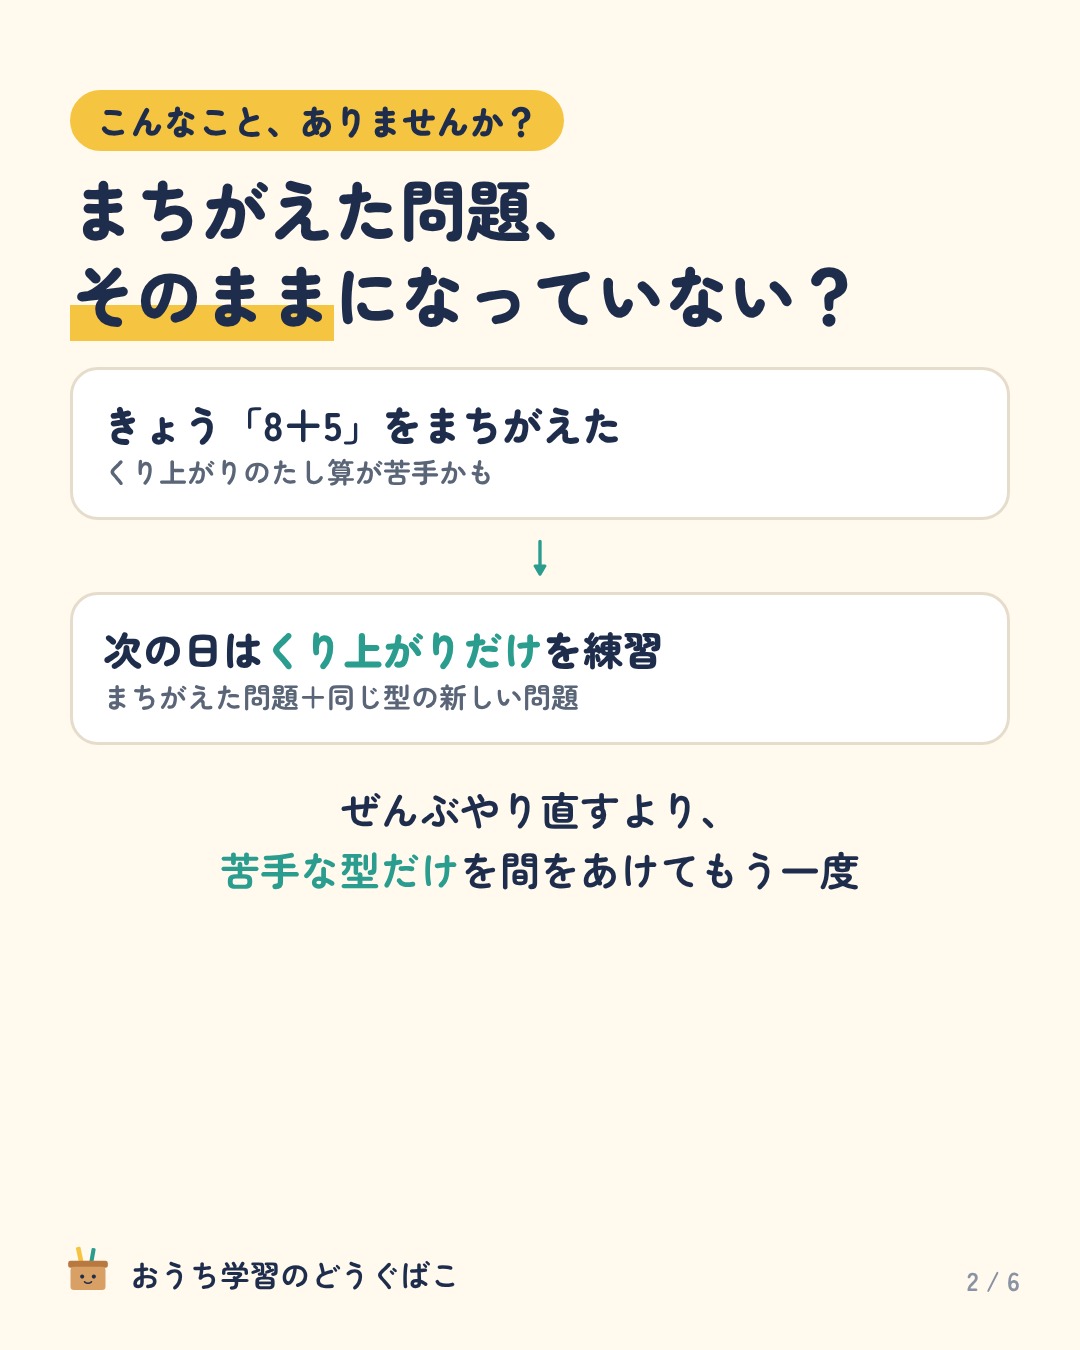 こんなこと、ありませんか？
まちがえた問題、
そのままになっていない？
きょう「8＋5」をまちがえた
くり上がりのたし算が苦手かも
↓
次の日はくり上がりだけを練習
まちがえた問題＋同じ型の新しい問題
ぜんぶやり直すより、
苦手な型だけを間をあけてもう一度
おうち学習のどうぐばこ
2 / 6